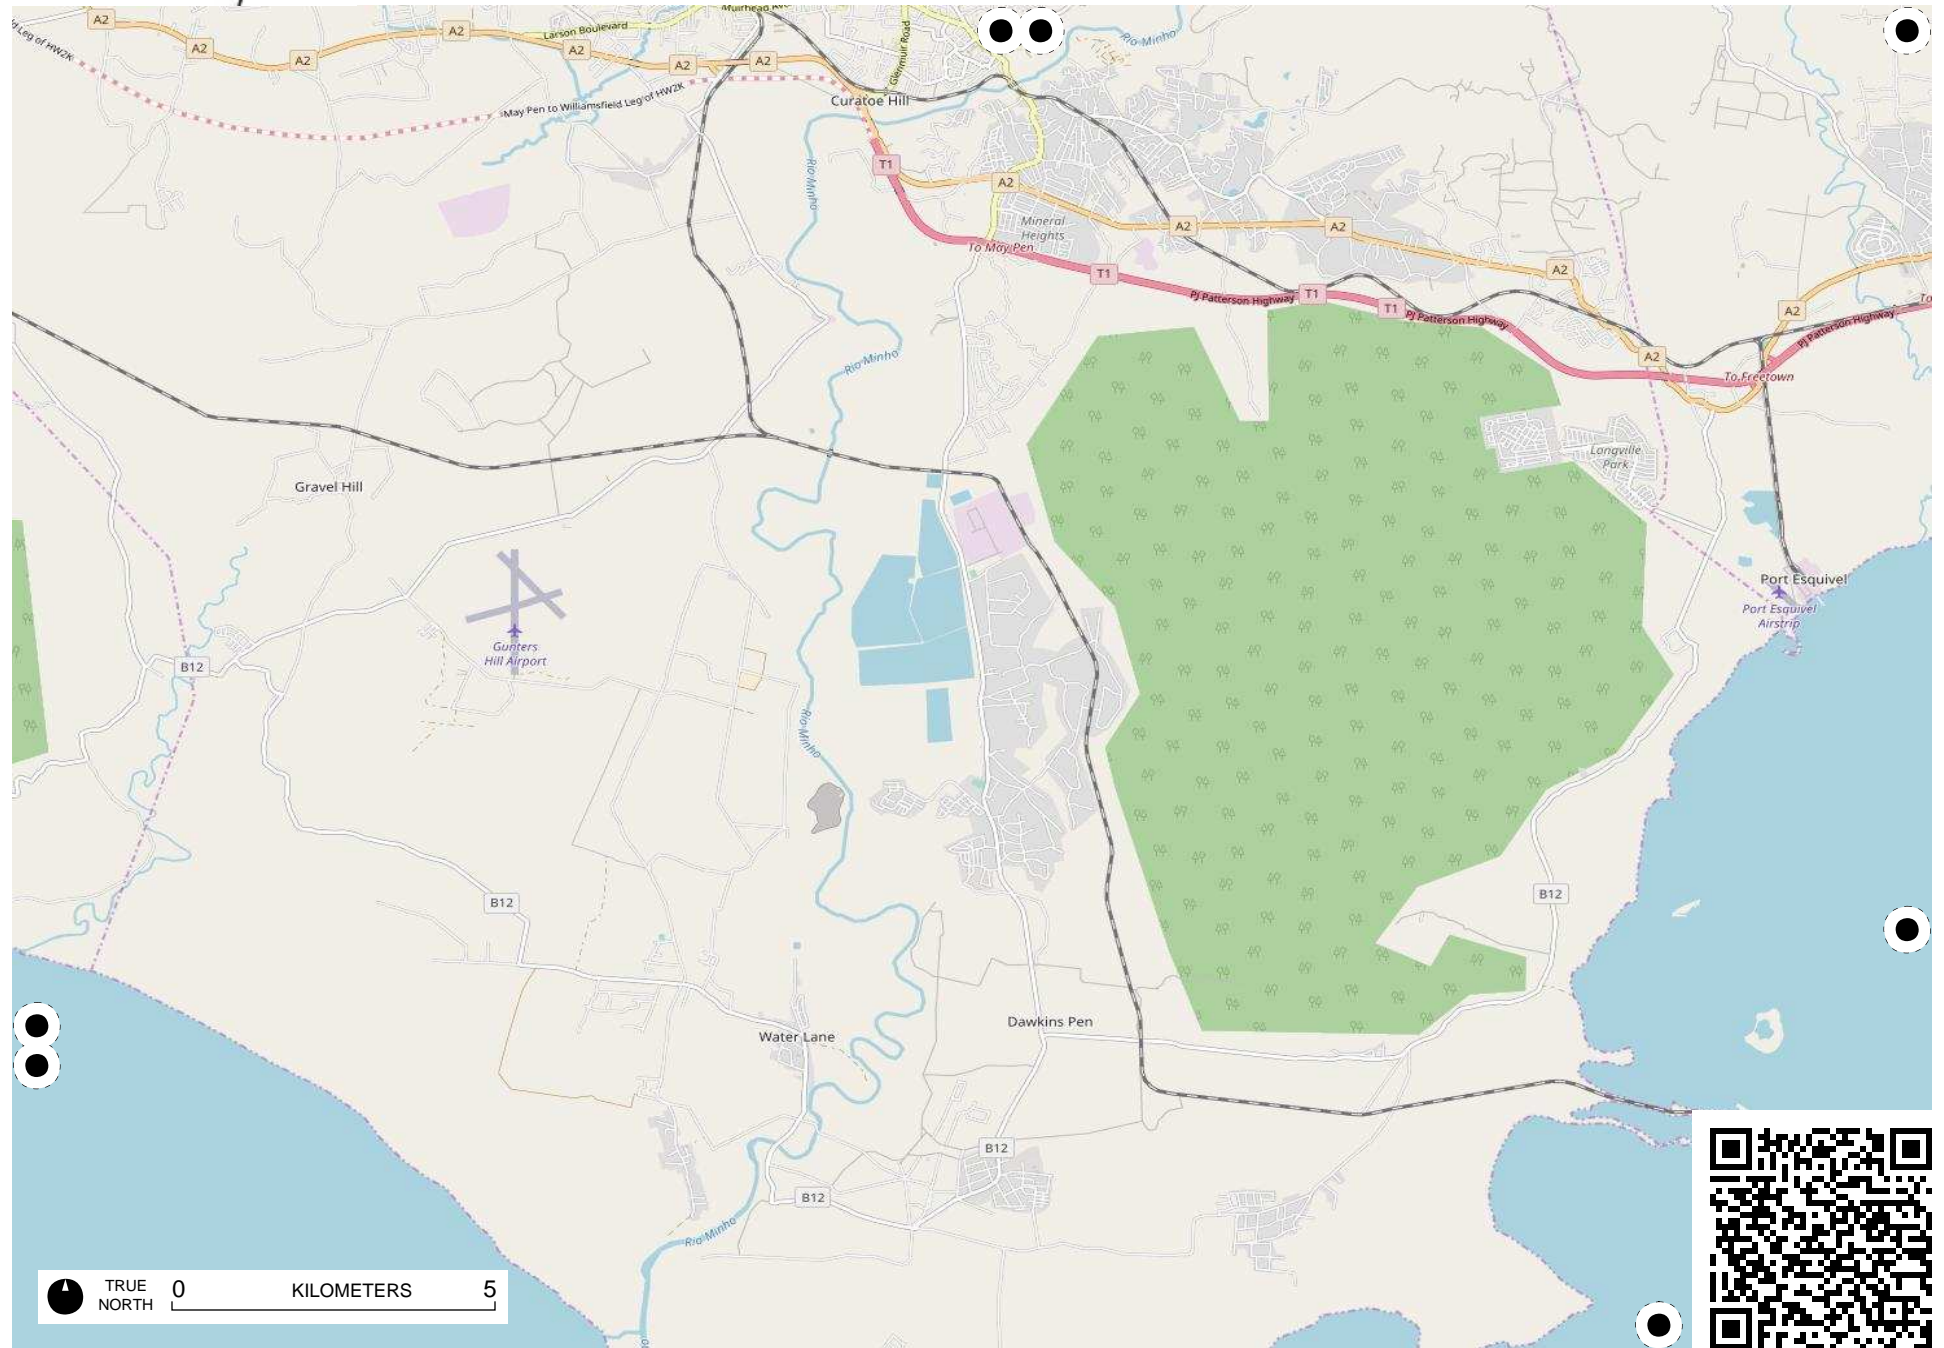 Muirhead Ave
A2
A2
A2
A2
A2
A2
A2
Larson Boulevard
Glenmuir Road
Rio Minho
Leg of HW2K
May Pen to Williamsfield Leg of HW2K
Curatoe Hill
T1
A2
Rio Minho
Mineral
Heights
A2
A2
To May Pen
T1
A2
PJ Patterson Highway
T1
T1
PJ Patterson Highway
A2
PJ Patterson Highway
To
A2
To Freetown
Rio Minho
Longville
Park
Gravel Hill
Port Esquivel
Port Esquivel
Airstrip
Gunters
Hill Airport
B12
Rio Minho
B12
B12
Dawkins Pen
Water Lane
B12
B12
Rio Minho
TRUE
NORTH
0 KILOMETERS 5